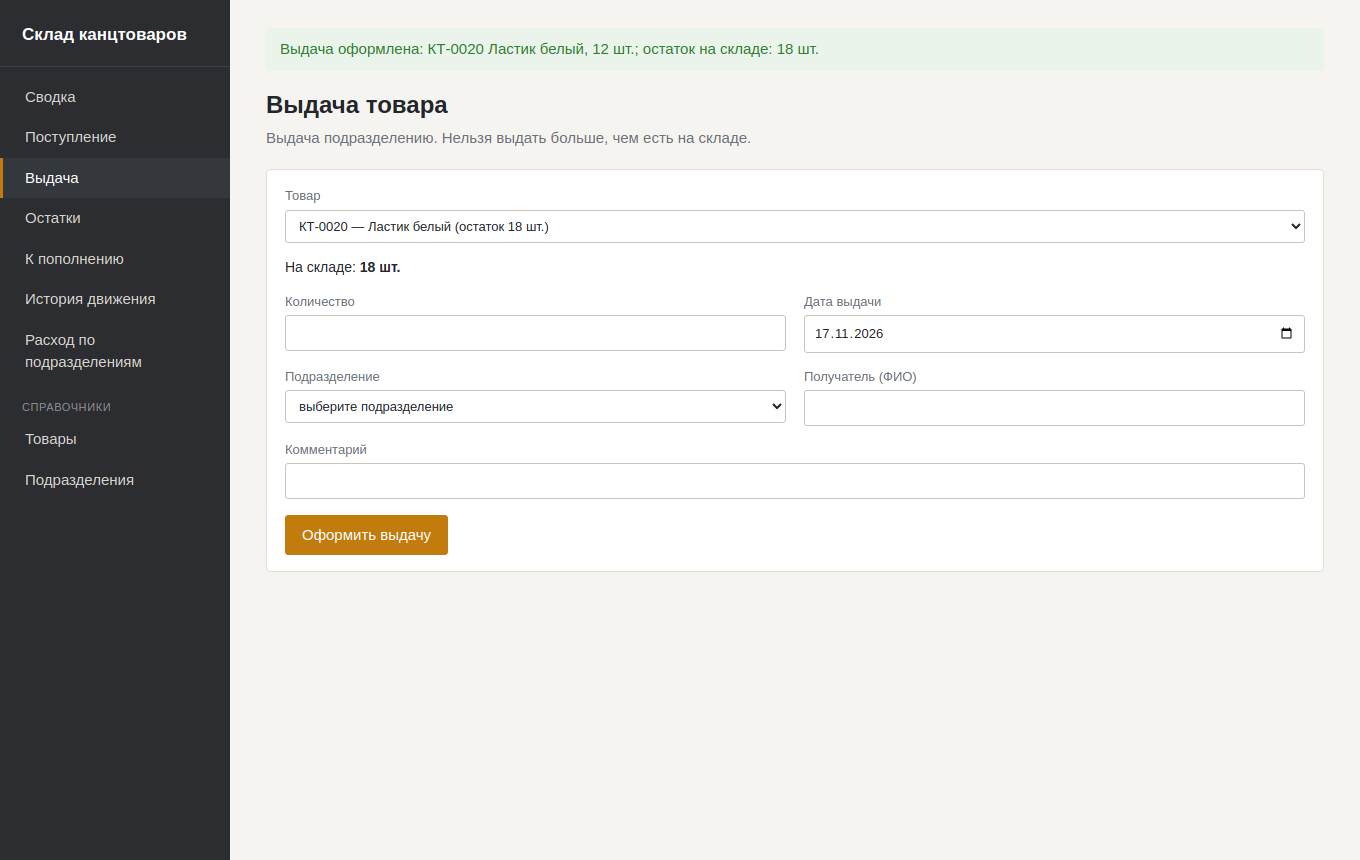 Склад канцтоваров
Сводка
Поступление
Выдача
Остатки
К пополнению
История движения
Расход по
подразделениям
СПРАВОЧНИКИ
Товары
Подразделения
Выдача оформлена: КТ-0020 Ластик белый, 12 шт.; остаток на складе: 18 шт.
Выдача товара
Выдача подразделению. Нельзя выдать больше, чем есть на складе.
Товар
КТ-0020 — Ластик белый (остаток 18 шт.)
На складе: 18 шт.
Количество
Дата выдачи
17.11.2026
Подразделение
Получатель (ФИО)
выберите подразделение
Комментарий
Оформить выдачу